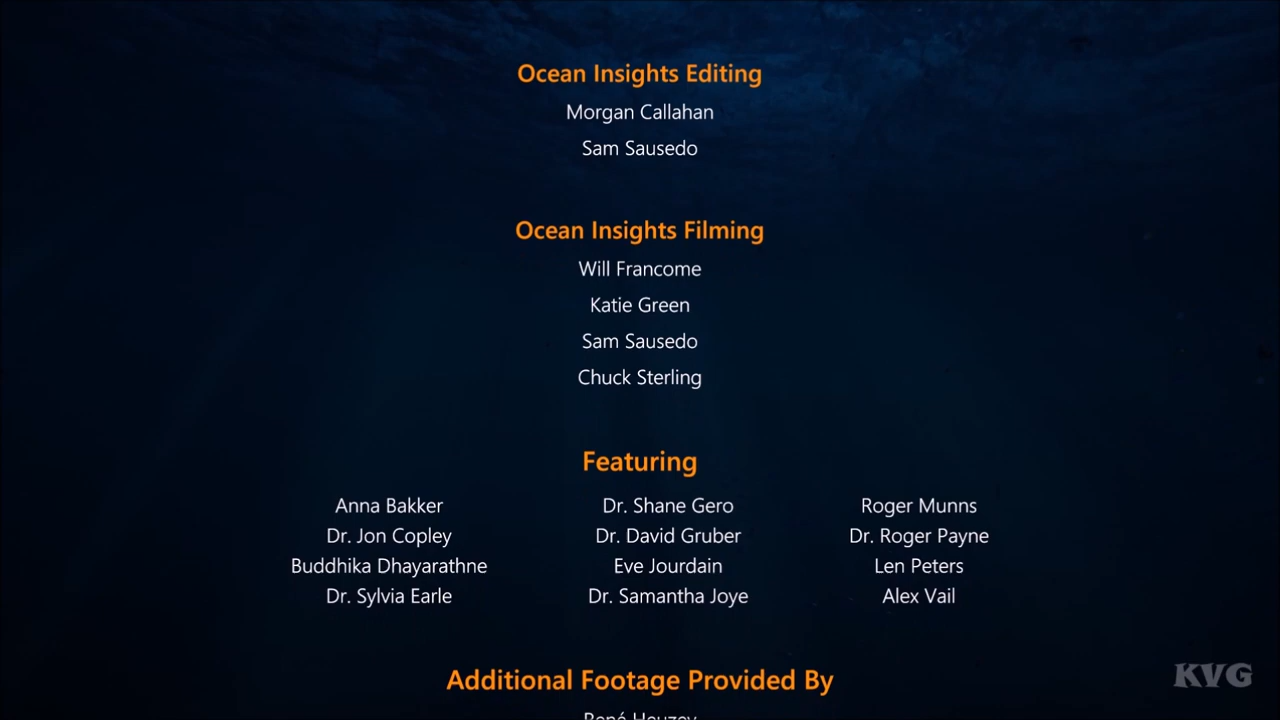 Ocean Insights Editing
Morgan Callahan
Sam Sausedo
Ocean Insights Filming
Will Francome
Katie Green
Sam Sausedo
Chuck Sterling
Featuring
Anna Bakker Dr. Shane Gero Roger Munns
Dr. Jon Copley Dr. David Gruber Dr. Roger Payne
Buddhika Dhayarathne Eve Jourdain Len Peters
Dr. Sylvia Earle Dr. Samantha Joye Alex Vail
Additional Footage Provided By
René Heuzey
KVG